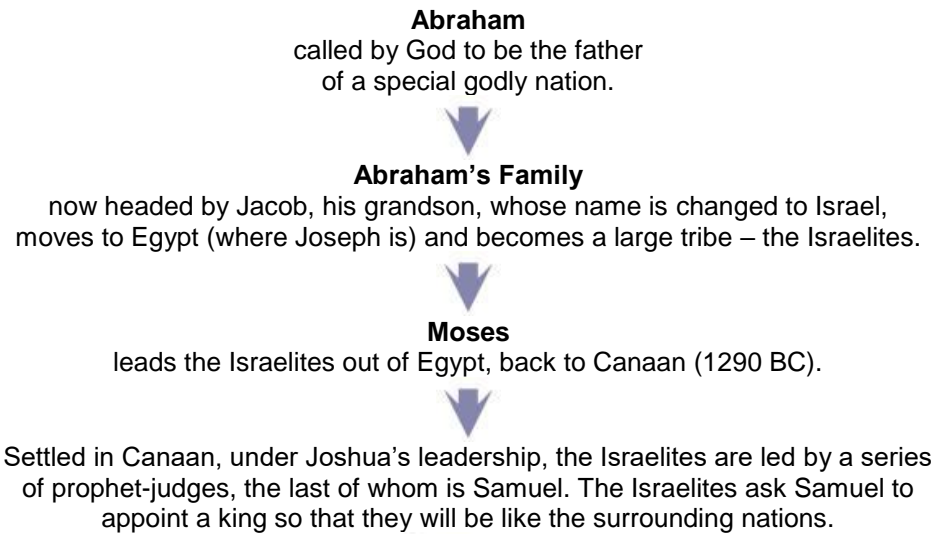 Abraham
called by God to be the father
of a special godly nation.
Abraham’s Family
now headed by Jacob, his grandson, whose name is changed to Israel,
moves to Egypt (where Joseph is) and becomes a large tribe – the Israelites.
Moses
leads the Israelites out of Egypt, back to Canaan (1290 BC).
Settled in Canaan, under Joshua’s leadership, the Israelites are led by a series
of prophet-judges, the last of whom is Samuel. The Israelites ask Samuel to
appoint a king so that they will be like the surrounding nations.